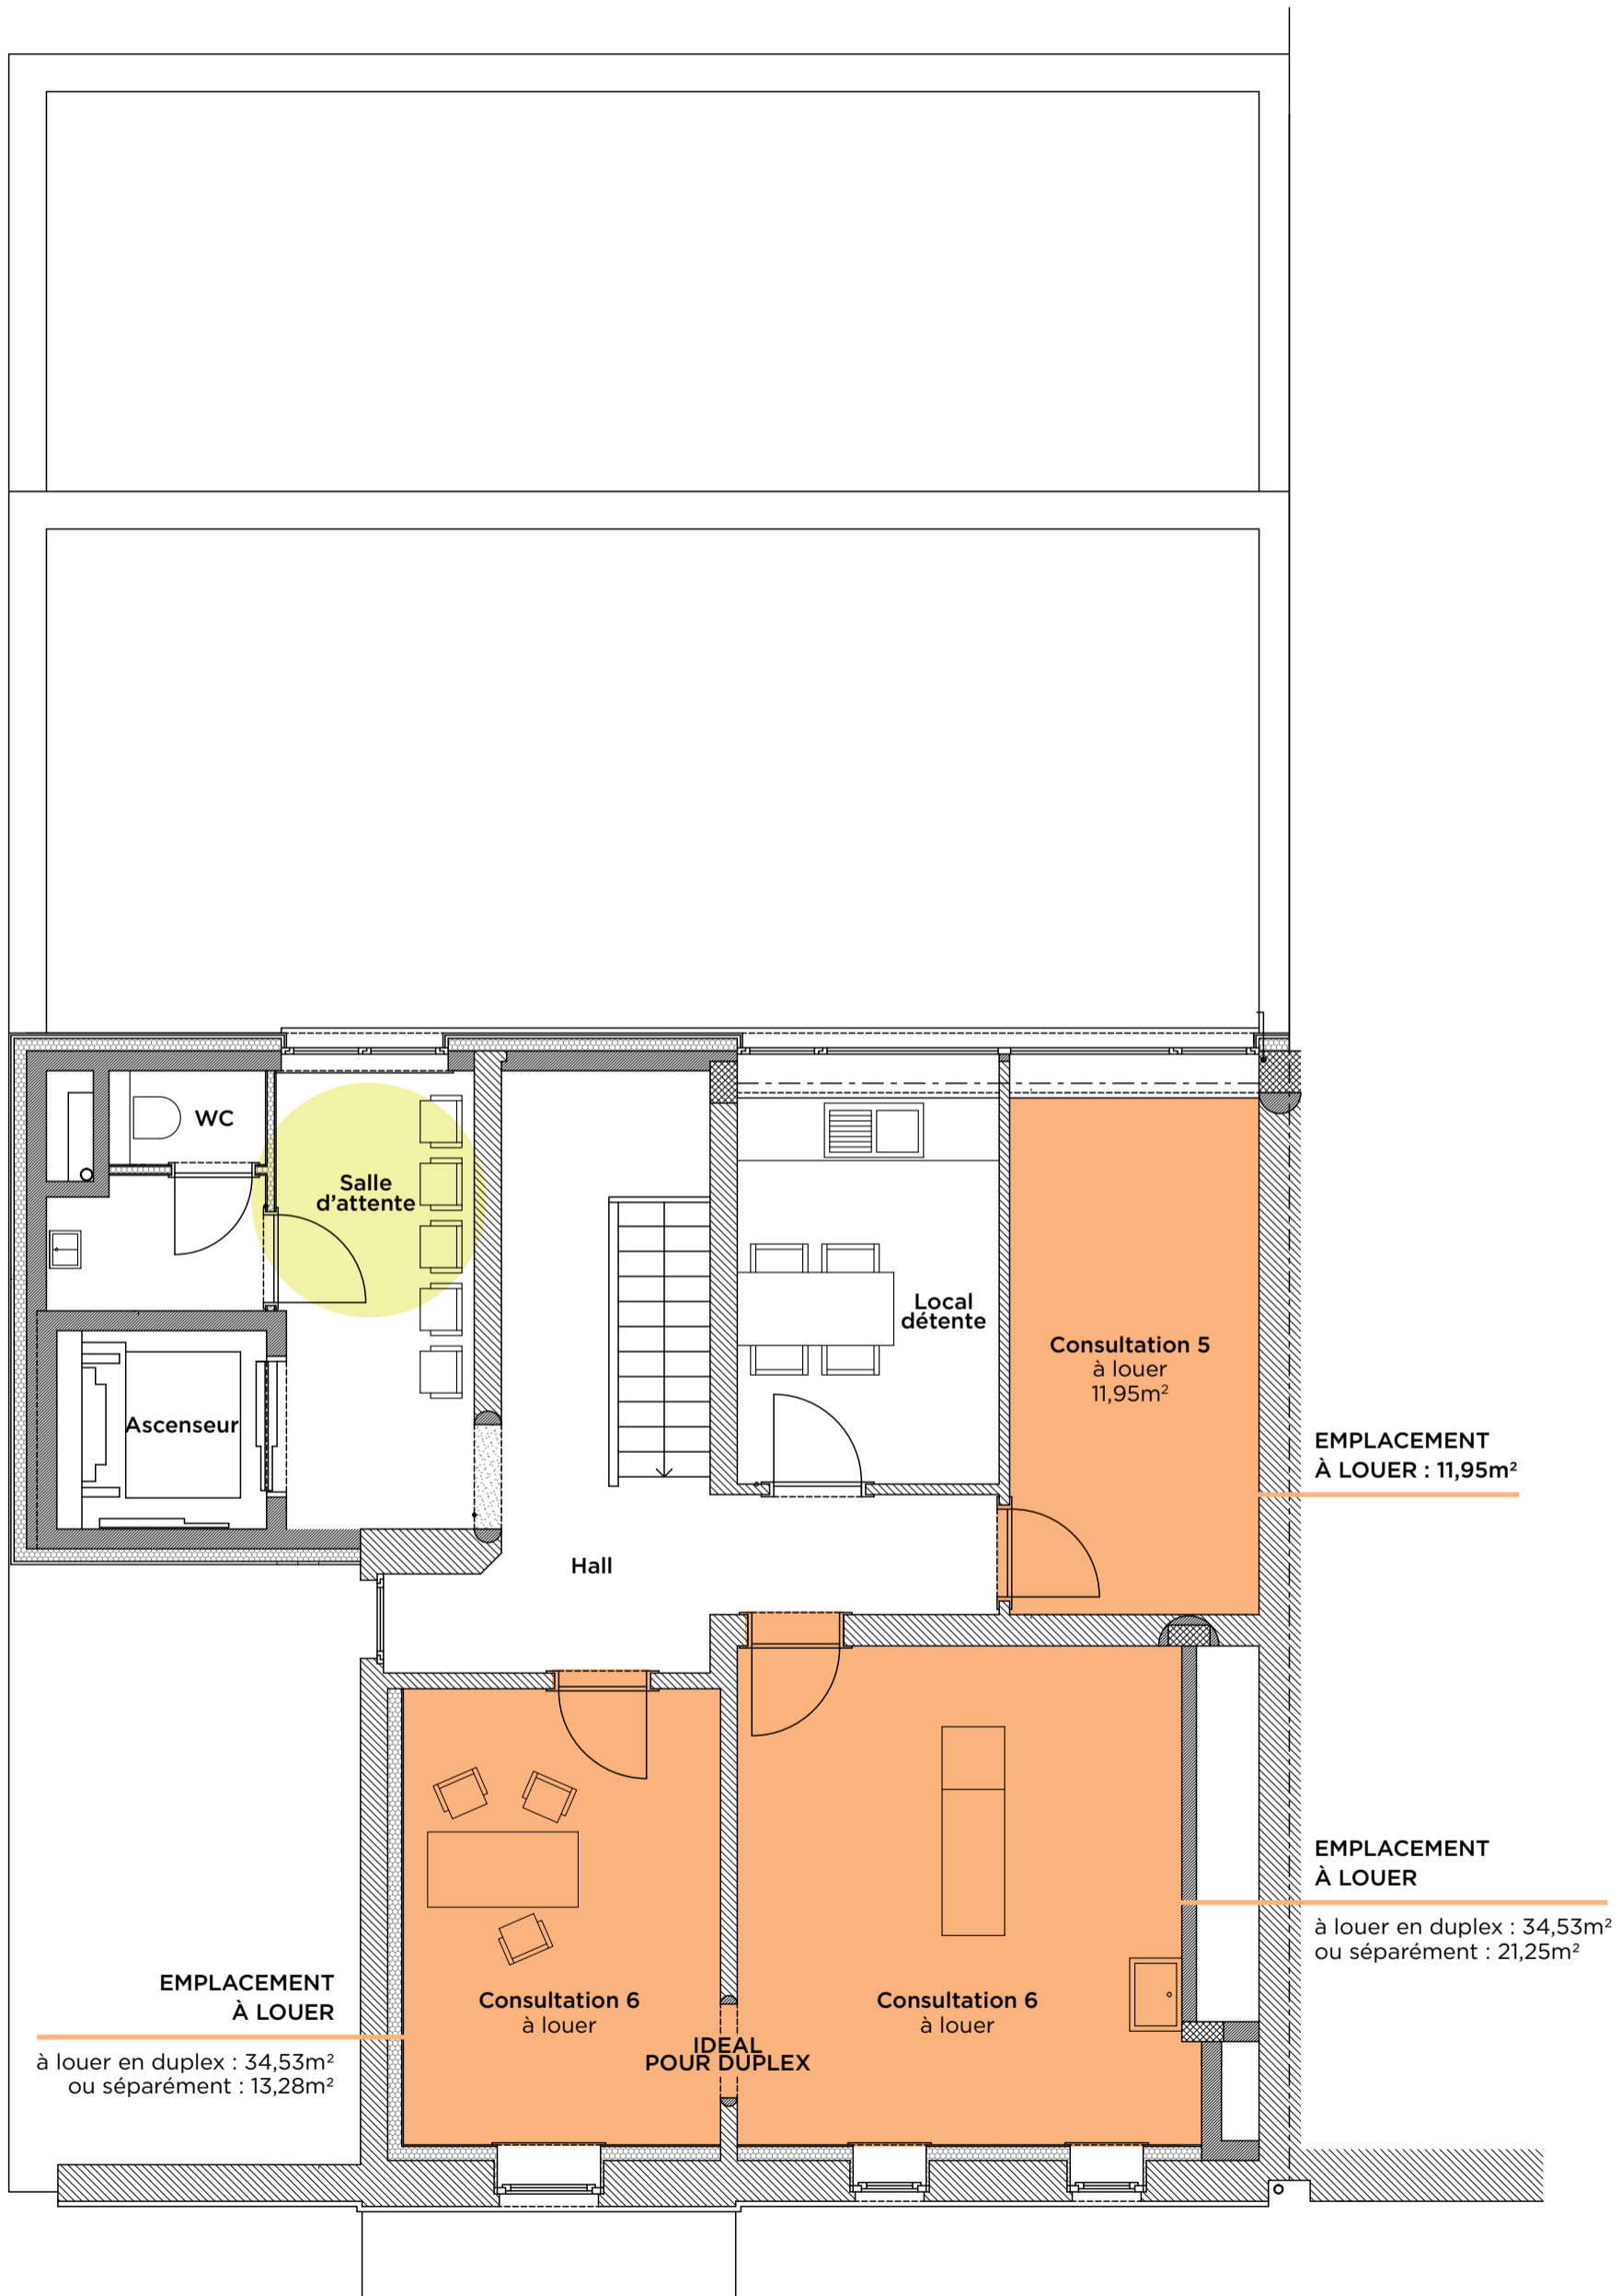 WC
Salle
d'attente
Local
détente
Consultation 5
à louer
11,95m²
Ascenseur
EMPLACEMENT
À LOUER : 11,95m²
Hall
EMPLACEMENT
À LOUER
à louer en duplex : 34,53m²
ou séparément : 21,25m²
EMPLACEMENT
À LOUER
à louer en duplex : 34,53m²
ou séparément : 13,28m²
Consultation 6
à louer
Consultation 6
à louer
IDEAL
POUR DUPLEX